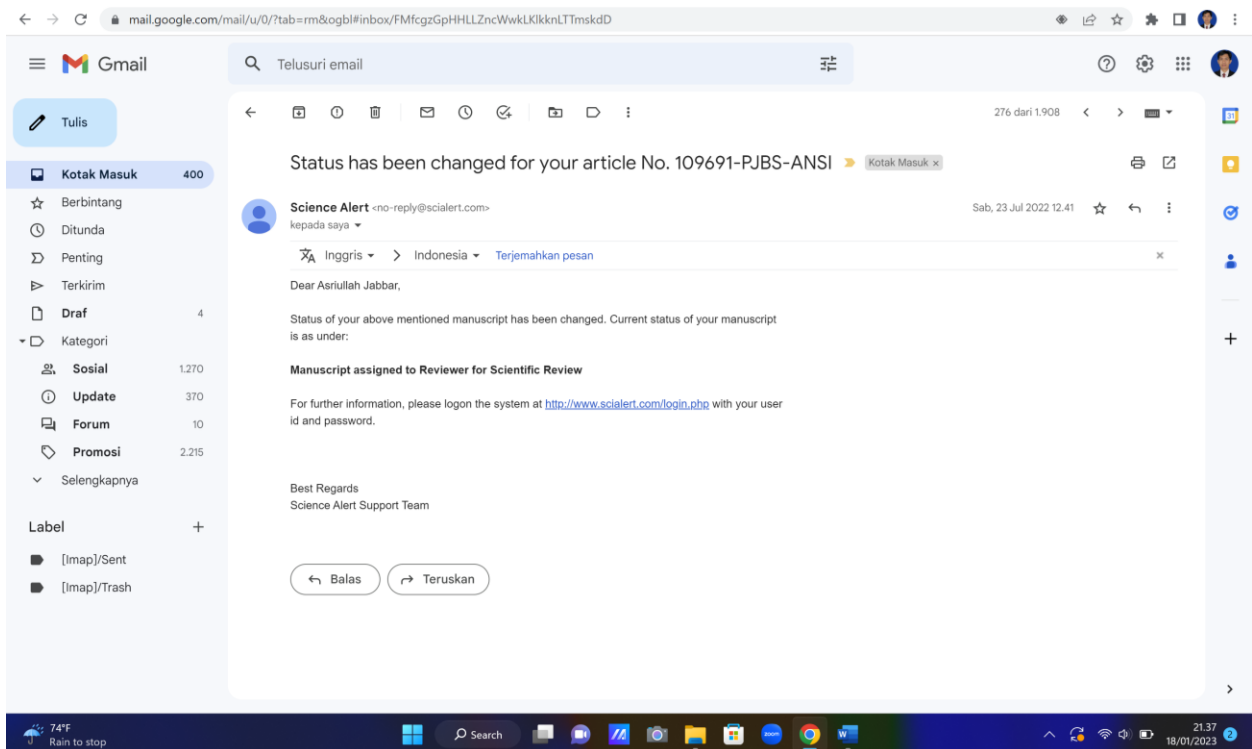 mail.google.com/mail/u/0/?tab=rm&ogbl#inbox/FMfcgzGpHHLLZncWwkLKlkknLTTmskdD
Gmail
Telusuri email
Tulis
276 dari 1.908
Status has been changed for your article No. 109691-PJBS-ANSI
Kotak Masuk ×
Kotak Masuk 400
Berbintang
Ditunda
Penting
Terkirim
Draf 4
Kategori
Sosial 1.270
Update 370
Forum 10
Promosi 2.215
Selengkapnya
Label +
[Imap]/Sent
[Imap]/Trash
Science Alert <no-reply@scialert.com>
Sab, 23 Jul 2022 12.41
kepada saya
Inggris > Indonesia Terjemahkan pesan ×
Dear Asriullah Jabbar,
Status of your above mentioned manuscript has been changed. Current status of your manuscript
is as under:
Manuscript assigned to Reviewer for Scientific Review
For further information, please logon the system at http://www.scialert.com/login.php with your user
id and password.
Best Regards
Science Alert Support Team
Balas
Teruskan
31
74°F
Rain to stop
Search
zoom
W
21.37
18/01/2023
2